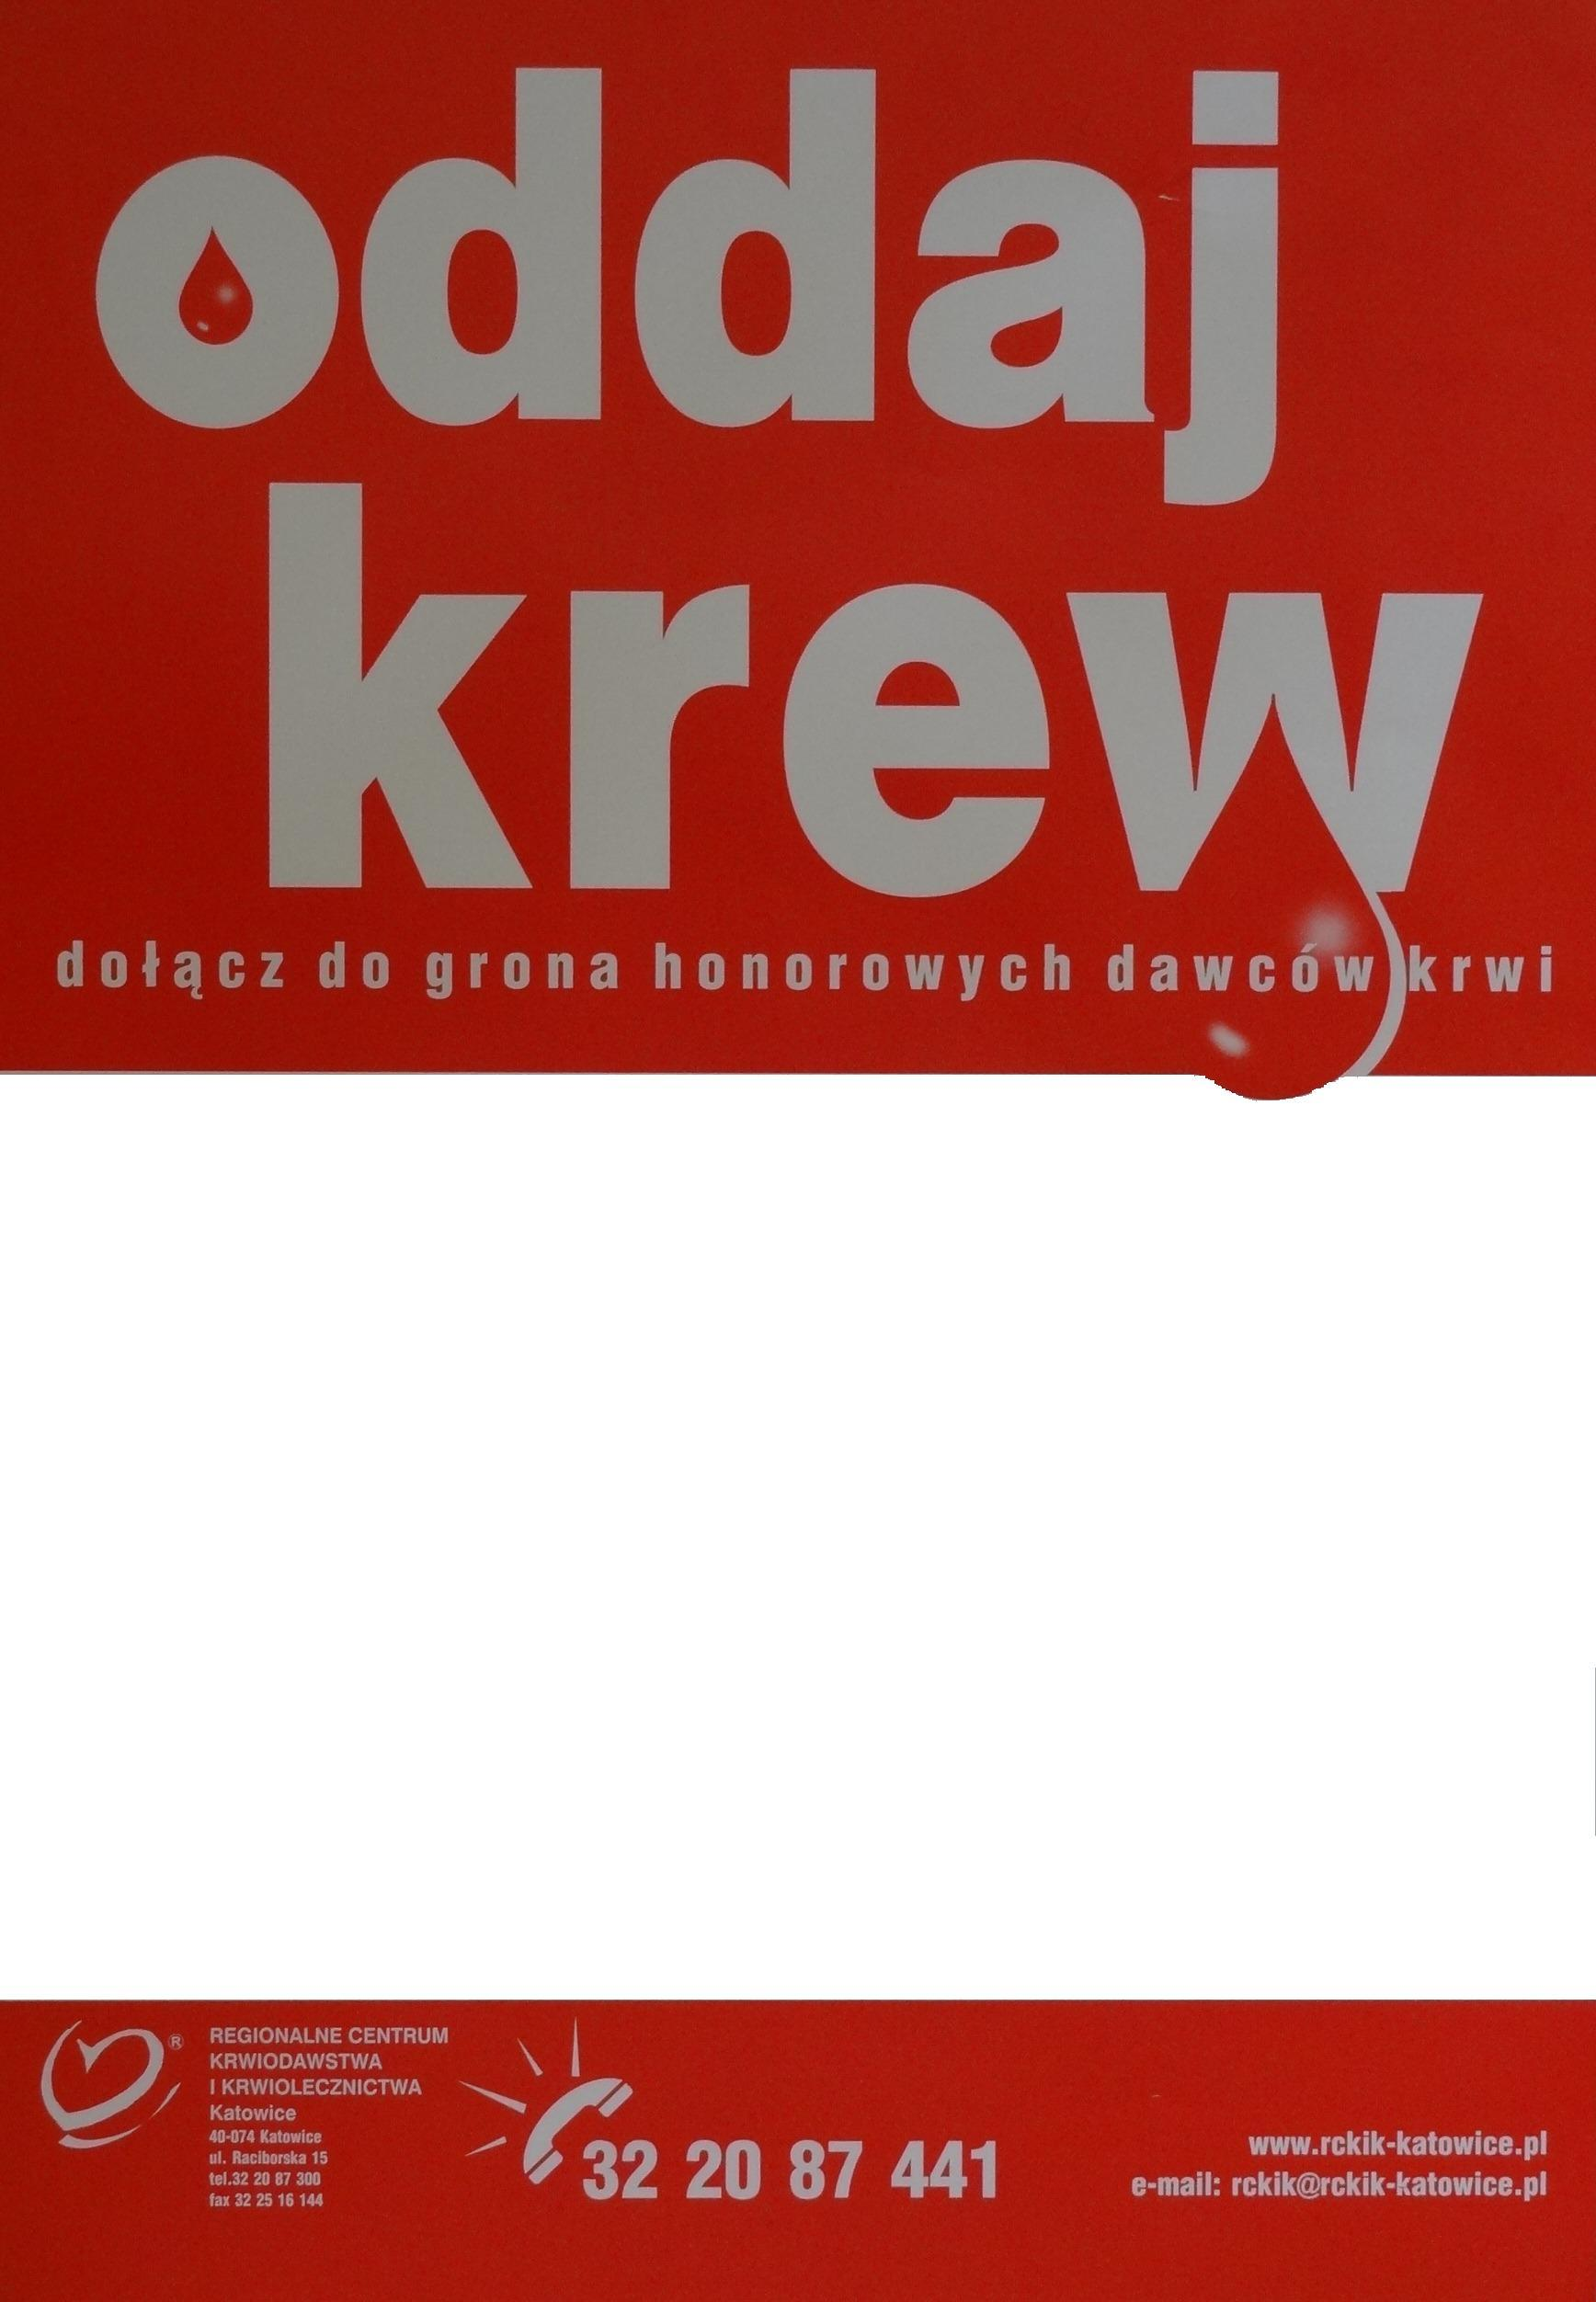 oddaj
krew
dołącz do grona honorowych dawców krwi
®
REGIONALNE CENTRUM
KRWIODAWSTWA
I KRWIOLECZNICTWA
Katowice
40-074 Katowice
ul. Raciborska 15
tel.32 20 87 300
fax 32 25 16 144
32 20 87 441
www.rckik-katowice.pl
e-mail: rckik@rckik-katowice.pl